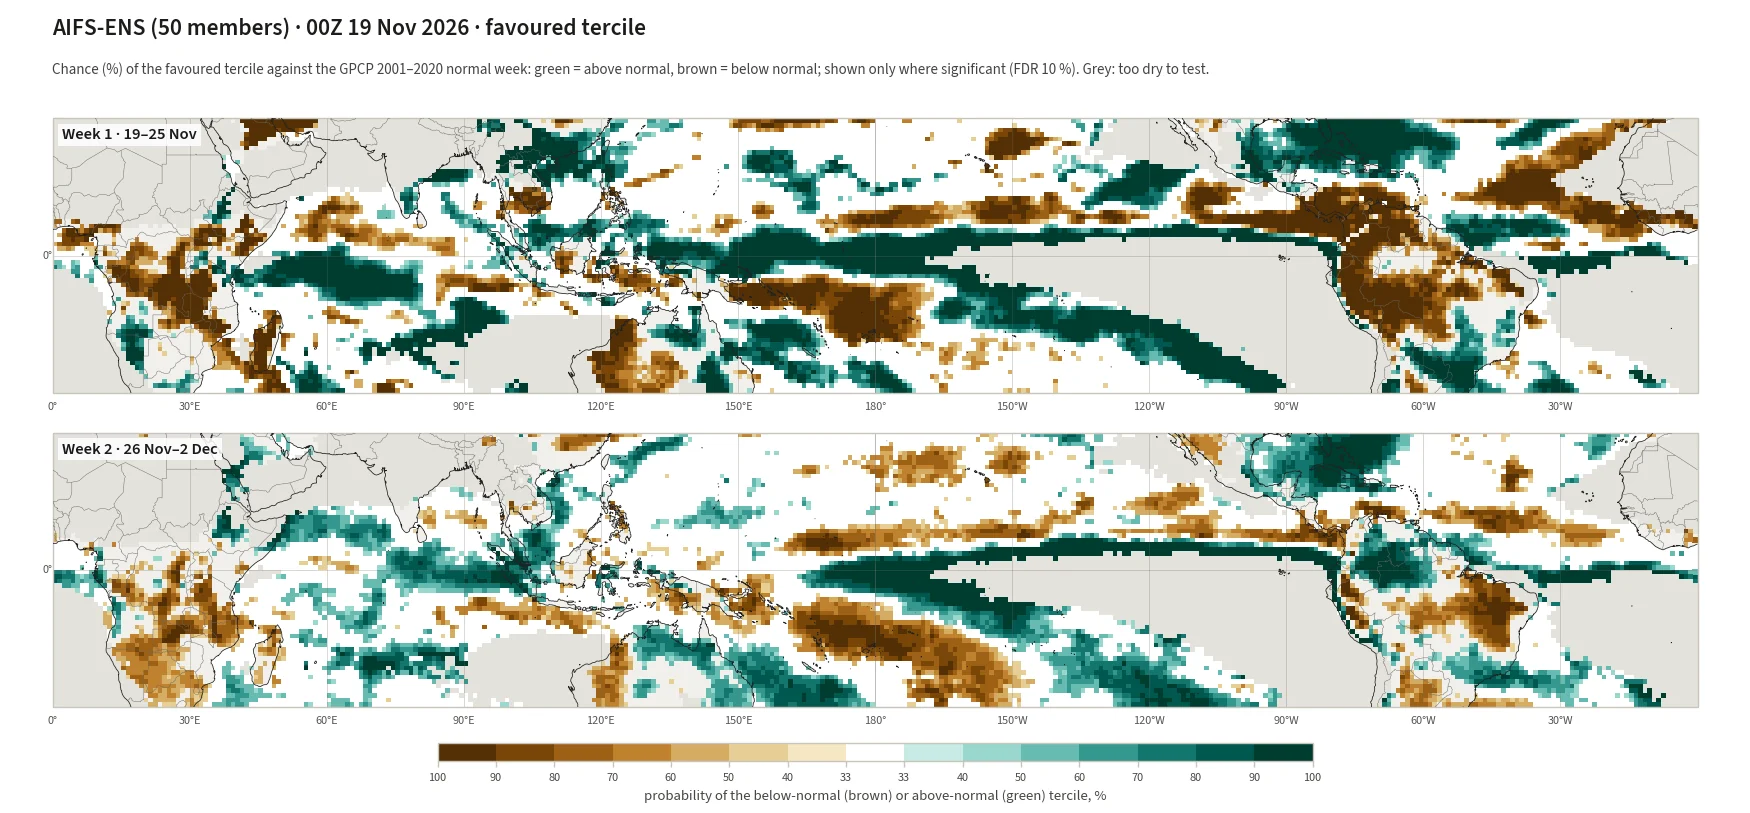 AIFS-ENS (50 members) · 00Z 19 Nov 2026 · favoured tercile
Chance (%) of the favoured tercile against the GPCP 2001–2020 normal week: green = above normal, brown = below normal; shown only where significant (FDR 10 %). Grey: too dry to test.
Week 1 · 19–25 Nov
0°
0° 30°E 60°E 90°E 120°E 150°E 180° 150°W 120°W 90°W 60°W 30°W
Week 2 · 26 Nov–2 Dec
0°
0° 30°E 60°E 90°E 120°E 150°E 180° 150°W 120°W 90°W 60°W 30°W
100 90 80 70 60 50 40 33 33 40 50 60 70 80 90 100
probability of the below-normal (brown) or above-normal (green) tercile, %